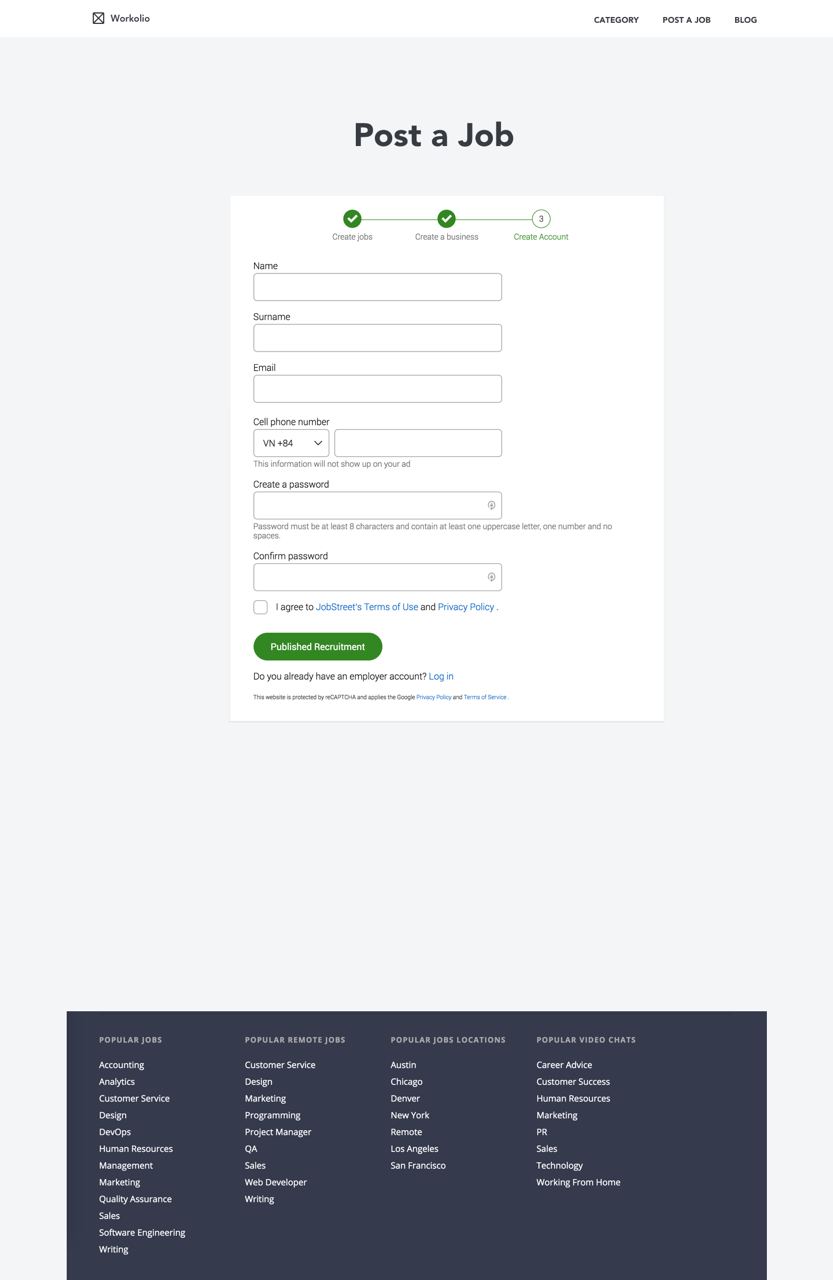 Workolio
CATEGORY
POST A JOB
BLOG
Post a Job
3
Create jobs
Create a business
Create Account
Name
Surname
Email
Cell phone number
VN +84
This information will not show up on your ad
Create a password
Password must be at least 8 characters and contain at least one uppercase letter, one number and no
spaces.
Confirm password
I agree to JobStreet's Terms of Use and Privacy Policy .
Published Recruitment
Do you already have an employer account? Log in
This website is protected by reCAPTCHA and applies the Google Privacy Policy and Terms of Service .
POPULAR JOBS
Accounting
Analytics
Customer Service
Design
DevOps
Human Resources
Management
Marketing
Quality Assurance
Sales
Software Engineering
Writing
POPULAR REMOTE JOBS
Customer Service
Design
Marketing
Programming
Project Manager
QA
Sales
Web Developer
Writing
POPULAR JOBS LOCATIONS
Austin
Chicago
Denver
New York
Remote
Los Angeles
San Francisco
POPULAR VIDEO CHATS
Career Advice
Customer Success
Human Resources
Marketing
PR
Sales
Technology
Working From Home